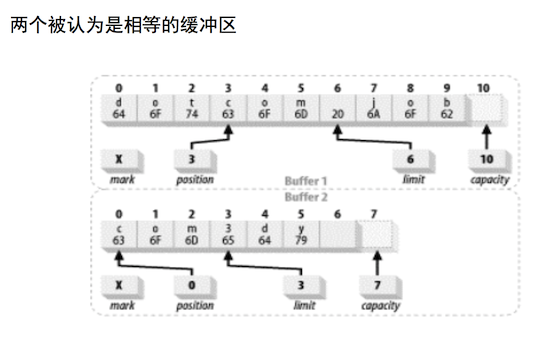 两个被认为是相等的缓冲区
0 1 2 3 4 5 6 7 8 9 10
d o t c o m j o b
64 6F 74 63 6F 6D 20 6A 6F 62
X 3 6 10
mark position limit capacity
Buffer 1
Buffer 2
0 1 2 3 4 5 6 7
c o m 3 d y
63 6F 6D 65 64 79
X 0 3 7
mark position limit capacity